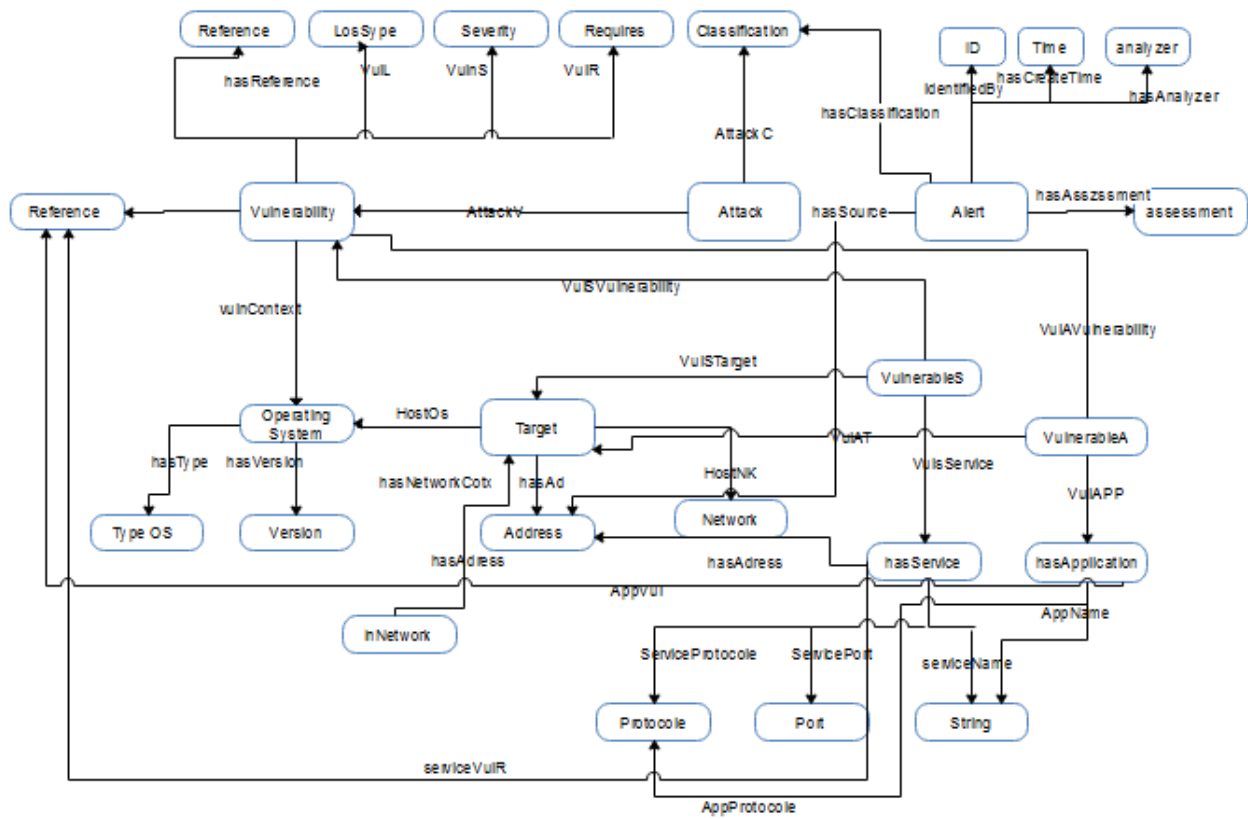 Reference
LosSype
Severity
Requires
Classification
ID
Time
analyzer
VulL
VulnS
VulR
hasReference
hasCreateTime
IdentifiedBy
hasAnalyzer
hasClassification
AttackC
Reference
Vulnerability
AttackV
Attack
hasSource
Alert
hasAsszssment
assessment
VulSVulnerability
vulnContext
VulAVulnerability
VulSTarget
VulnerableS
Operating
System
HostOs
Target
VulAT
VulnerableA
hasType
hasVersion
hasNetworkCotx
hasAd
HostNK
VulsService
VulAPP
Type OS
Version
Address
Network
hasAdress
hasAdress
hasService
hasApplication
AppVul
AppName
InNetwork
ServiceProtocole
ServicePort
serviceName
Protocole
Port
String
serviceVulR
AppProtocole